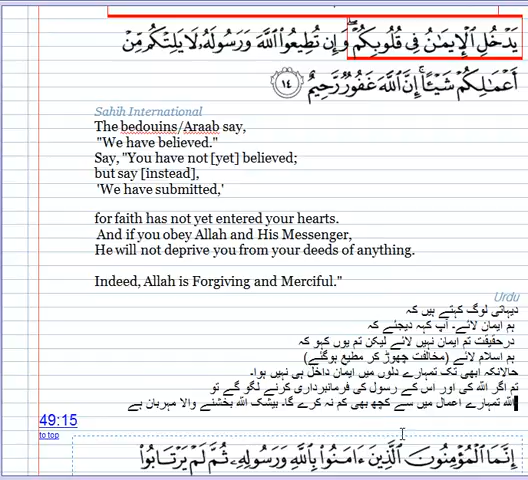 يَدْخُلِ ٱلْإِيمَـٰنُ فِى قُلُوبِكُمْ ۖ وَإِن تُطِيعُوا۟ ٱللَّهَ وَرَسُولَهُۥ لَا يَلِتْكُم مِّنْ
أَعْمَـٰلِكُمْ شَيْـًٔا ۚ إِنَّ ٱللَّهَ غَفُورٌ رَّحِيمٌ ١٤
Sahih International
The bedouins/Araab say,
"We have believed."
Say, "You have not [yet] believed;
but say [instead],
'We have submitted,'
for faith has not yet entered your hearts.
And if you obey Allah and His Messenger,
He will not deprive you from your deeds of anything.
Indeed, Allah is Forgiving and Merciful."
Urdu
دیہاتی لوگ کہتے ہیں کہ
ہم ایمان لائے۔ آپ کہہ دیجئے کہ
درحقیقت تم ایمان نہیں لائے لیکن تم یوں کہو کہ
ہم اسلام لائے (مخالفت چھوڑ کر مطیع ہوگئے)
حالانکہ ابھی تک تمہارے دلوں میں ایمان داخل ہی نہیں ہوا۔
تم اگر اللہ کی اور اس کے رسول کی فرمانبرداری کرنے لگو گے تو
اللہ تمہارے اعمال میں سے کچھ بھی کم نہ کرے گا۔ بیشک اللہ بخشنے والا مہربان ہے
49:15
to top
إِنَّمَا ٱلْمُؤْمِنُونَ ٱلَّذِينَ ءَامَنُوا۟ بِٱللَّهِ وَرَسُولِهِۦ ثُمَّ لَمْ يَرْتَابُوا۟